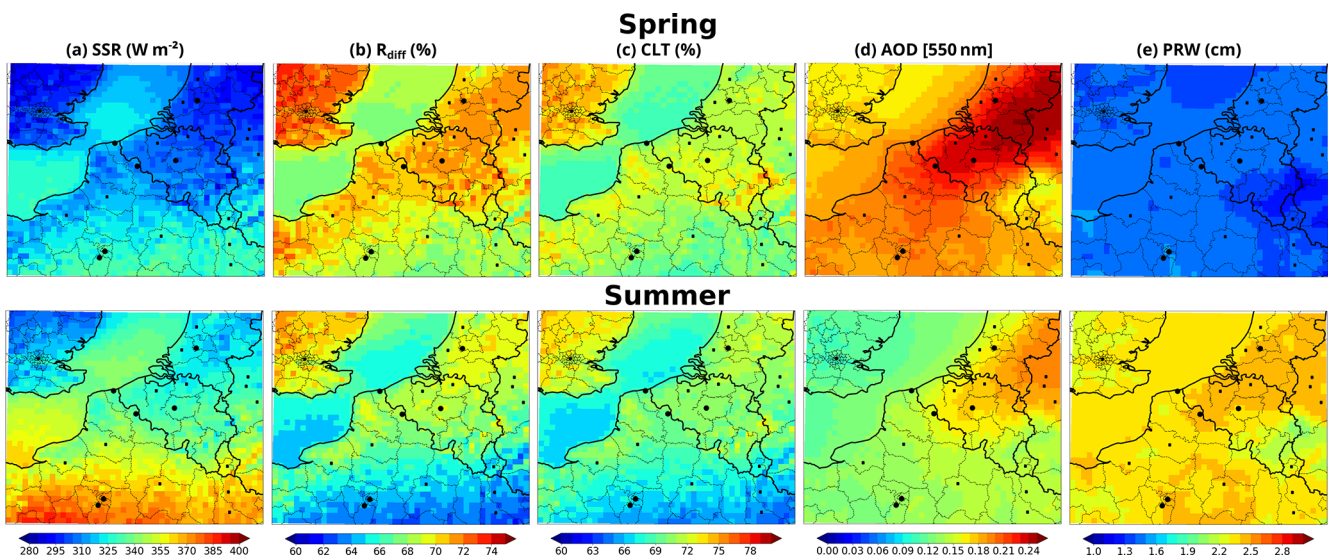 Spring
(a) SSR (W m⁻²) (b) R_diff (%) (c) CLT (%) (d) AOD [550 nm] (e) PRW (cm)
Summer
280 295 310 325 340 355 370 385 400 60 62 64 66 68 70 72 74 60 63 66 69 72 75 78 0.00 0.03 0.06 0.09 0.12 0.15 0.18 0.21 0.24 1.0 1.3 1.6 1.9 2.2 2.5 2.8